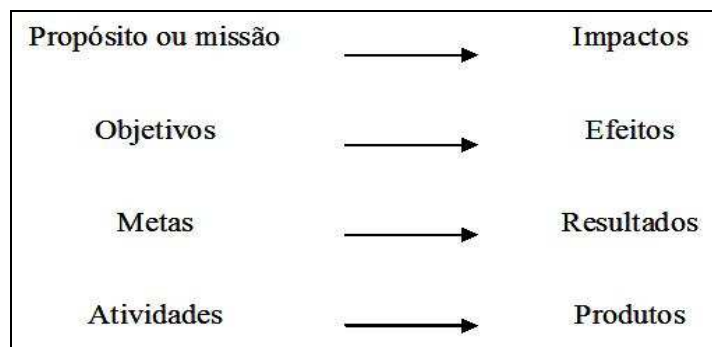 Propósito ou missão Impactos
Objetivos Efeitos
Metas Resultados
Atividades Produtos